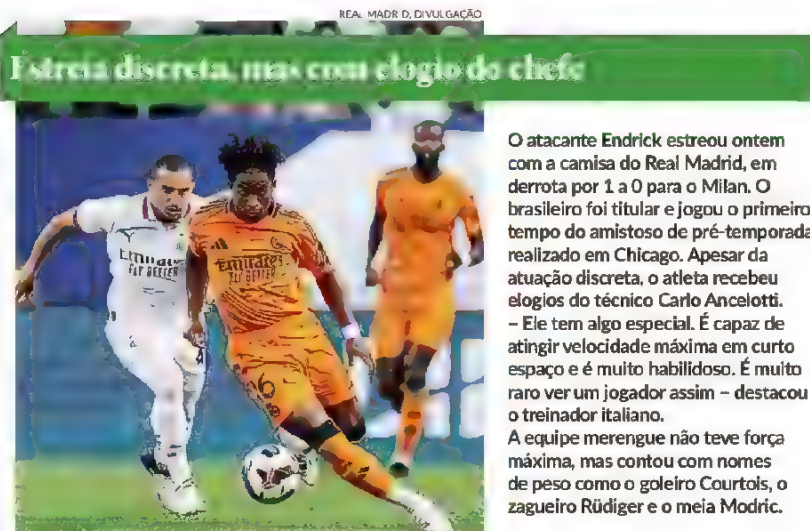 REAL MADRID, DIVULGAÇÃO
Estreia discreta, mas com elogio do chefe
Emirates
FLY BETTER
Emirates
FLY BETTER
6
O atacante Endrick estreou ontem
com a camisa do Real Madrid, em
derrota por 1 a 0 para o Milan. O
brasileiro foi titular e jogou o primeiro
tempo do amistoso de pré-temporada
realizado em Chicago. Apesar da
atuação discreta, o atleta recebeu
elogios do técnico Carlo Ancelotti.
– Ele tem algo especial. É capaz de
atingir velocidade máxima em curto
espaço e é muito habilidoso. É muito
raro ver um jogador assim – destacou
o treinador italiano.
A equipe merengue não teve força
máxima, mas contou com nomes
de peso como o goleiro Courtois, o
zagueiro Rüdiger e o meia Modric.